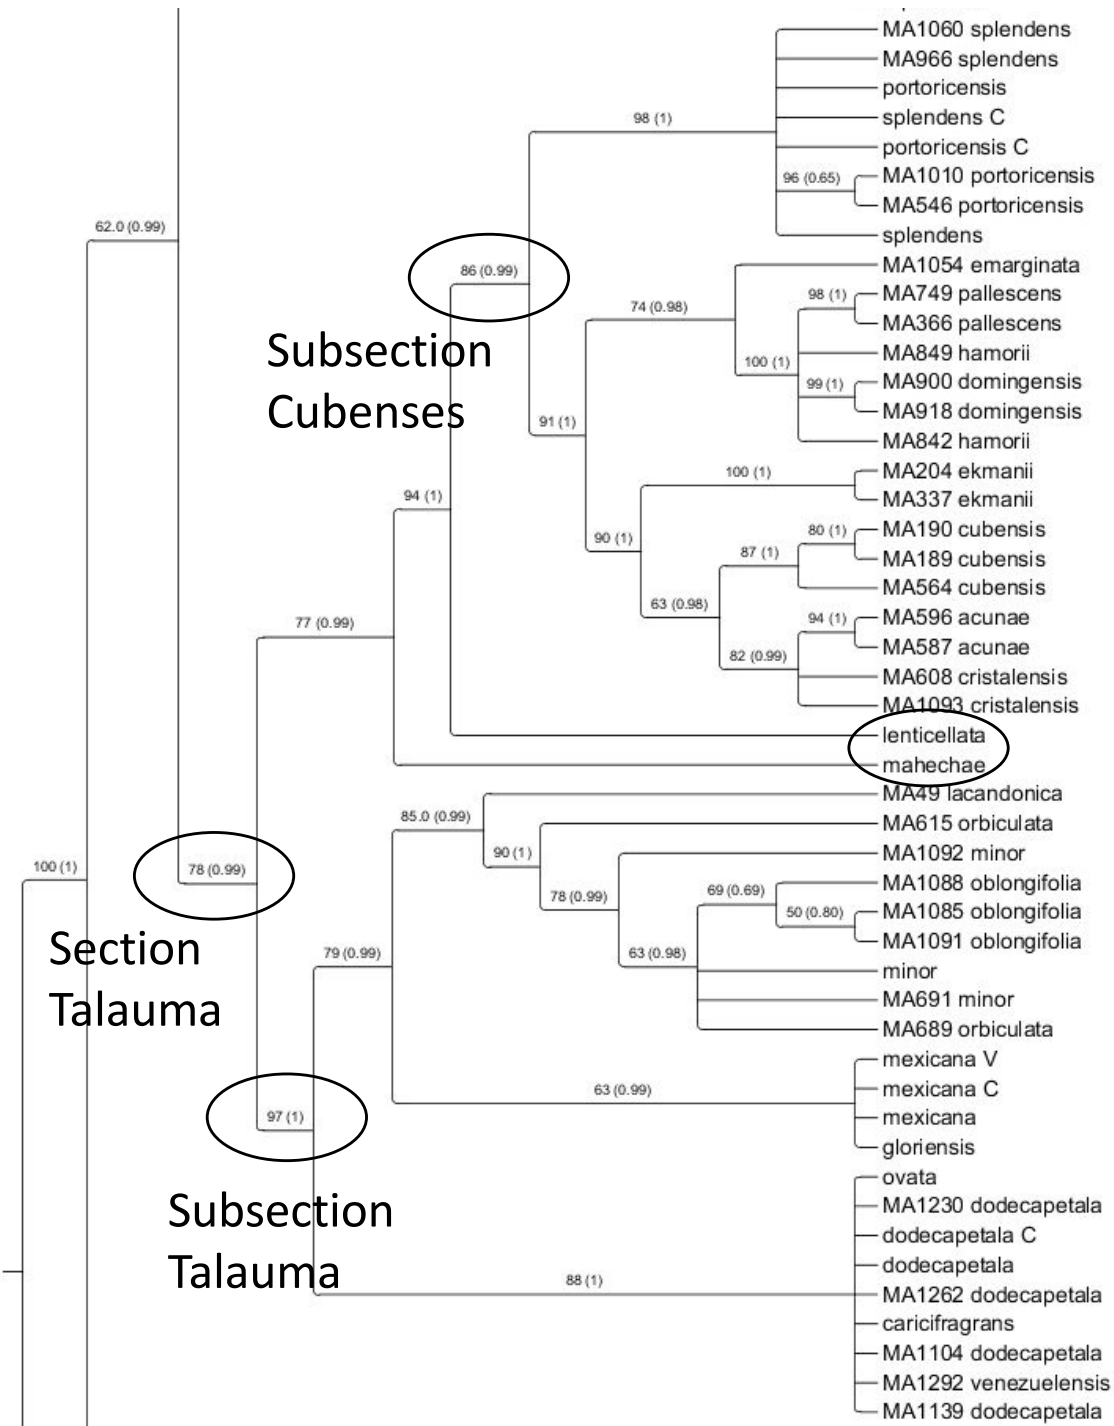 MA1060 splendens
MA966 splendens
portoricensis
98 (1)
splendens C
portoricensis C
96 (0.65)
MA1010 portoricensis
MA546 portoricensis
62.0 (0.99)
splendens
86 (0.99)
MA1054 emarginata
98 (1)
MA749 pallescens
74 (0.98)
MA366 pallescens
Subsection
Cubenses
MA849 hamorii
100 (1)
99 (1)
MA900 domingensis
MA918 domingensis
91 (1)
MA842 hamorii
100 (1)
MA204 ekmanii
94 (1)
MA337 ekmanii
80 (1)
MA190 cubensis
90 (1)
87 (1)
MA189 cubensis
MA564 cubensis
63 (0.98)
77 (0.99)
94 (1)
MA596 acunae
MA587 acunae
82 (0.99)
MA608 cristalensis
MA1093 cristalensis
lenticellata
mahechae
MA49 lacandonica
85.0 (0.99)
MA615 orbiculata
90 (1)
MA1092 minor
100 (1)
78 (0.99)
78 (0.99)
69 (0.69)
MA1088 oblongifolia
50 (0.80)
MA1085 oblongifolia
MA1091 oblongifolia
Section
Talauma
79 (0.99)
63 (0.98)
minor
MA691 minor
MA689 orbiculata
mexicana V
63 (0.99)
mexicana C
97 (1)
mexicana
gloriensis
ovata
Subsection
Talauma
MA1230 dodecapetala
dodecapetala C
dodecapetala
88 (1)
MA1262 dodecapetala
caricifragrans
MA1104 dodecapetala
MA1292 venezuelensis
MA1139 dodecapetala